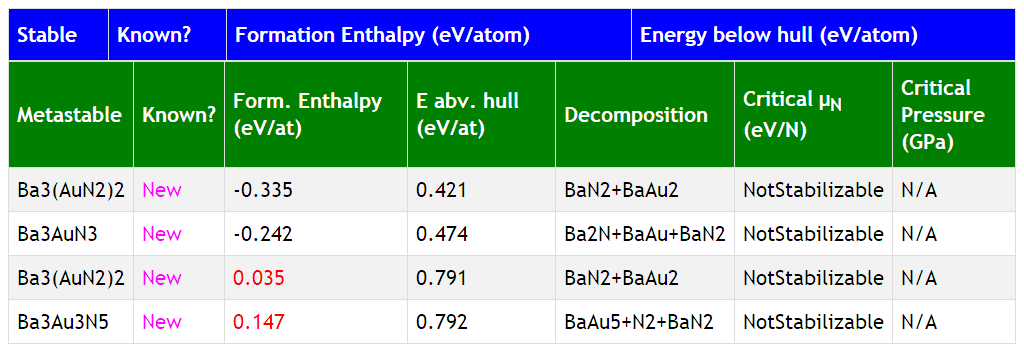 Stable Known? Formation Enthalpy (eV/atom) Energy below hull (eV/atom)
Metastable Known? Form. Enthalpy (eV/at) E abv. hull (eV/at) Decomposition Critical μN (eV/N) Critical Pressure (GPa)
Ba3(AuN2)2 New -0.335 0.421 BaN2+BaAu2 NotStabilizable N/A
Ba3AuN3 New -0.242 0.474 Ba2N+BaAu+BaN2 NotStabilizable N/A
Ba3(AuN2)2 New 0.035 0.791 BaN2+BaAu2 NotStabilizable N/A
Ba3Au3N5 New 0.147 0.792 BaAu5+N2+BaN2 NotStabilizable N/A